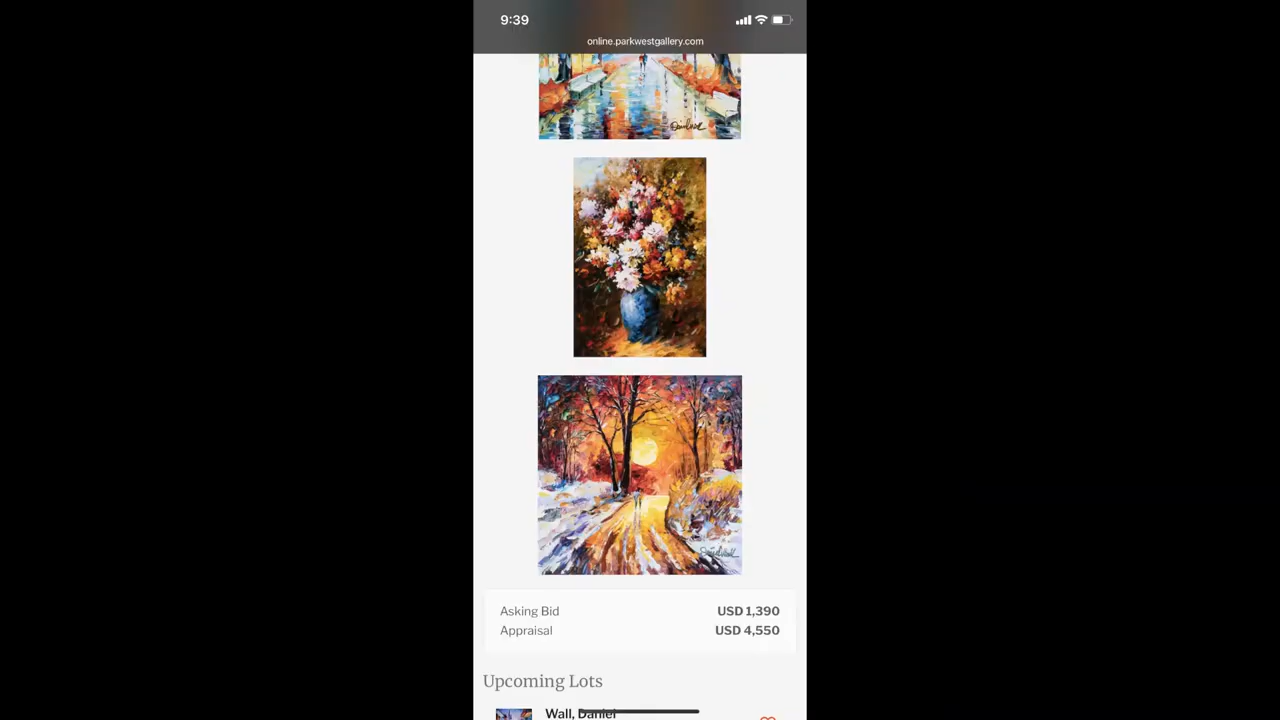 9:39
online.parkwestgallery.com
Asking Bid USD 1,390
Appraisal USD 4,550
Upcoming Lots
Wall, Daniel